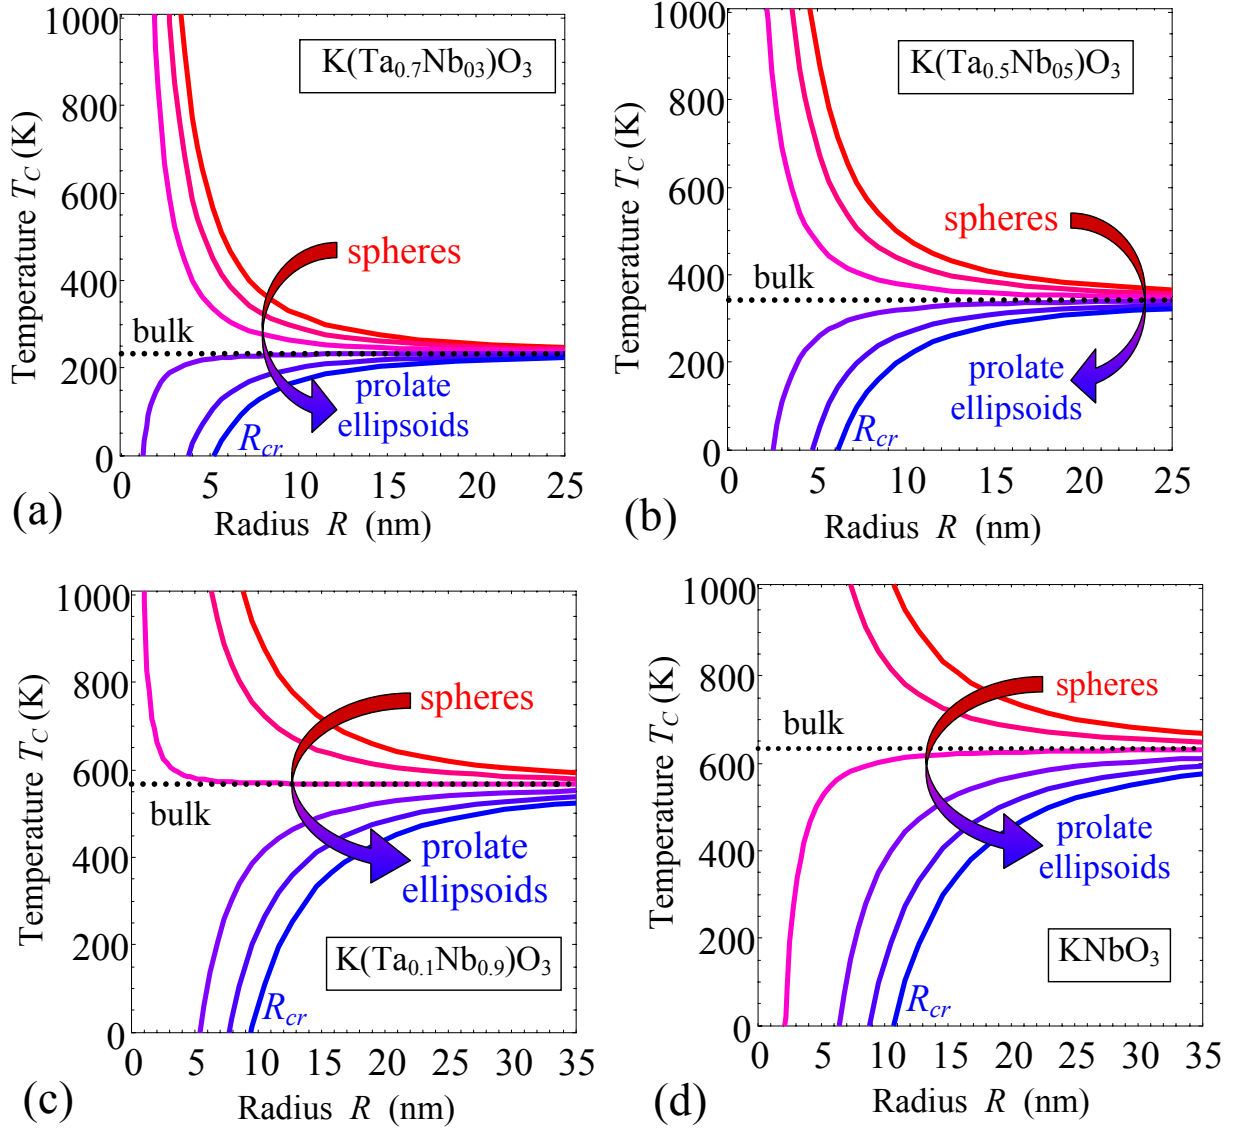 1000
800
600
400
200
0
Temperature T_C (K)
K(Ta0.7Nb03)O3
spheres
bulk
prolate
ellipsoids
R_cr
0 5 10 15 20 25
Radius R (nm)
(a)
1000
800
600
400
200
0
Temperature T_C (K)
K(Ta0.5Nb05)O3
spheres
bulk
prolate
ellipsoids
R_cr
0 5 10 15 20 25
Radius R (nm)
(b)
1000
800
600
400
200
0
Temperature T_C (K)
spheres
bulk
prolate
ellipsoids
K(Ta0.1Nb0.9)O3
R_cr
0 5 10 15 20 25 30 35
Radius R (nm)
(c)
1000
800
600
400
200
0
Temperature T_C (K)
spheres
bulk
prolate
ellipsoids
KNbO3
R_cr
0 5 10 15 20 25 30 35
Radius R (nm)
(d)